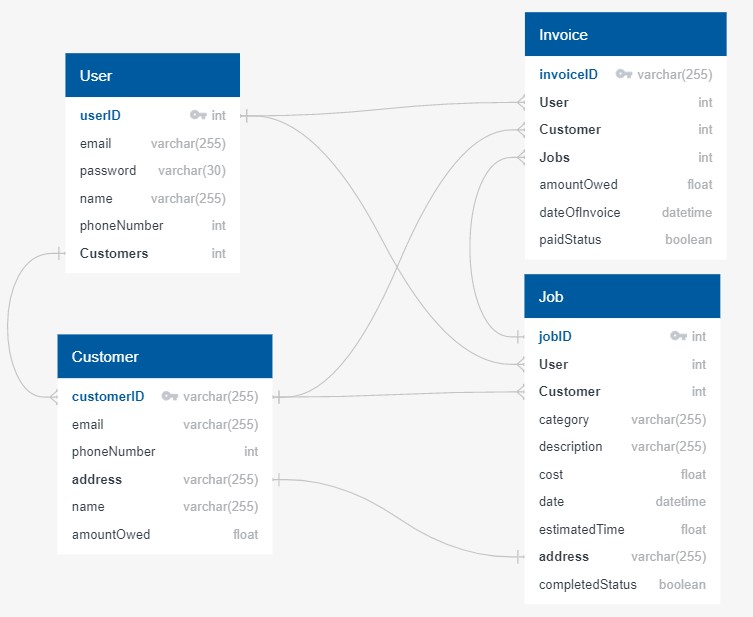 User
userID int
email varchar(255)
password varchar(30)
name varchar(255)
phoneNumber int
Customers int
Customer
customerID varchar(255)
email varchar(255)
phoneNumber int
address varchar(255)
name varchar(255)
amountOwed float
Invoice
invoiceID varchar(255)
User int
Customer int
Jobs int
amountOwed float
dateOfInvoice datetime
paidStatus boolean
Job
jobID int
User int
Customer int
category varchar(255)
description varchar(255)
cost float
date datetime
estimatedTime float
address varchar(255)
completedStatus boolean